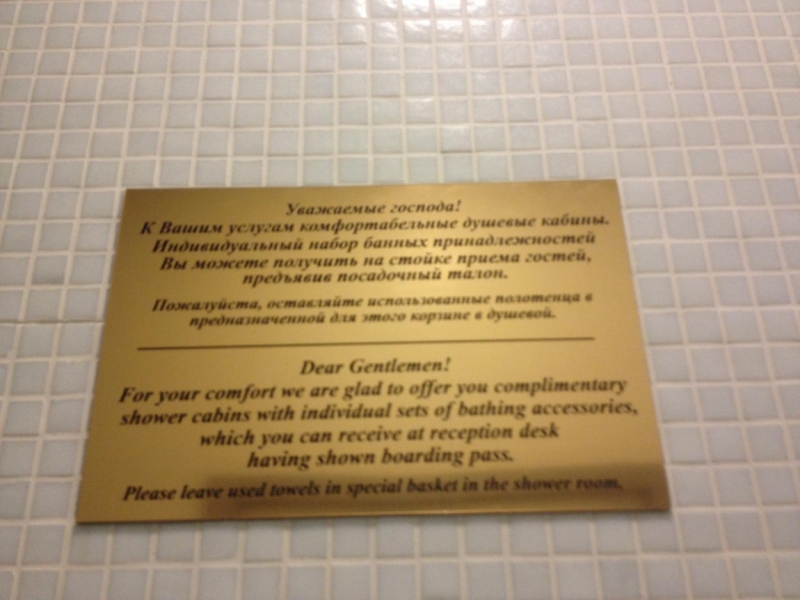 Уважаемые господа!
К Вашим услугам комфортабельные душевые кабины.
Индивидуальный набор банных принадлежностей
Вы можете получить на стойке приема гостей,
предъявив посадочный талон.
Пожалуйста, оставляйте использованные полотенца в
предназначенной для этого корзине в душевой.
Dear Gentlemen!
For your comfort we are glad to offer you complimentary
shower cabins with individual sets of bathing accessories,
which you can receive at reception desk
having shown boarding pass.
Please leave used towels in special basket in the shower room.